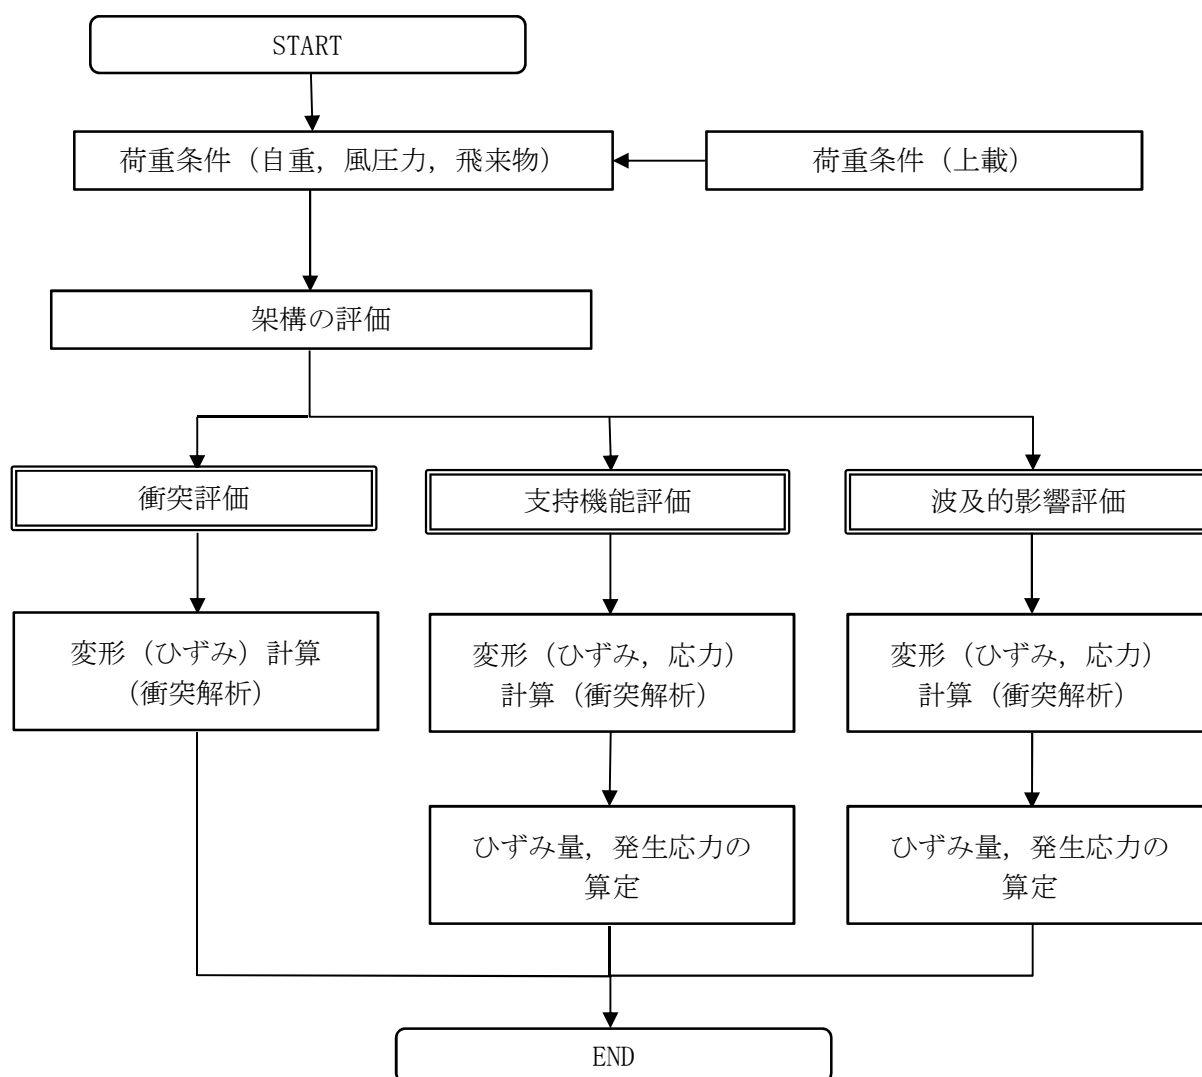 START
荷重条件（自重，風圧力，飛来物）
荷重条件（上載）
架構の評価
衝突評価
支持機能評価
波及的影響評価
変形（ひずみ）計算
（衝突解析）
変形（ひずみ，応力）
計算（衝突解析）
変形（ひずみ，応力）
計算（衝突解析）
ひずみ量，発生応力の
算定
ひずみ量，発生応力の
算定
END